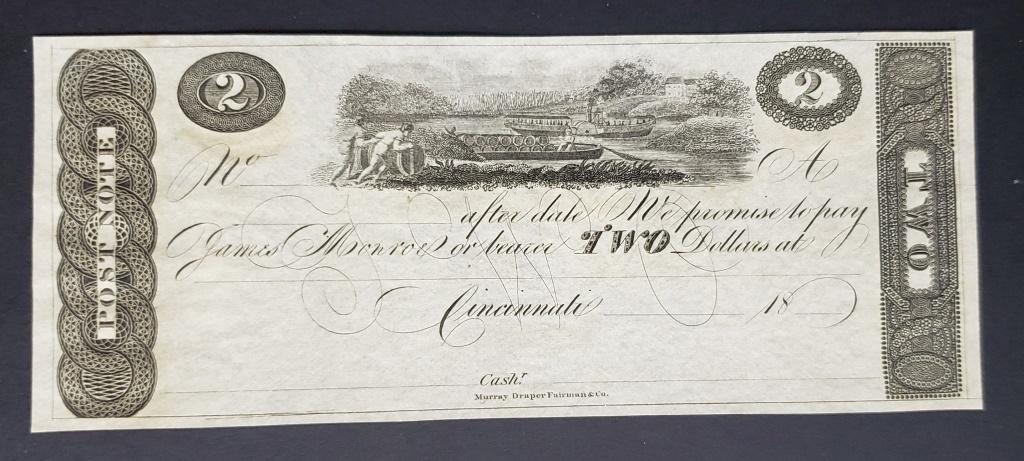 POST NOTE
2
2
TWO
No A
after date We promise to pay
James Monroe or bearer TWO Dollars at
Cincinnati 18
Cashr
Murray Draper Fairman & Co.